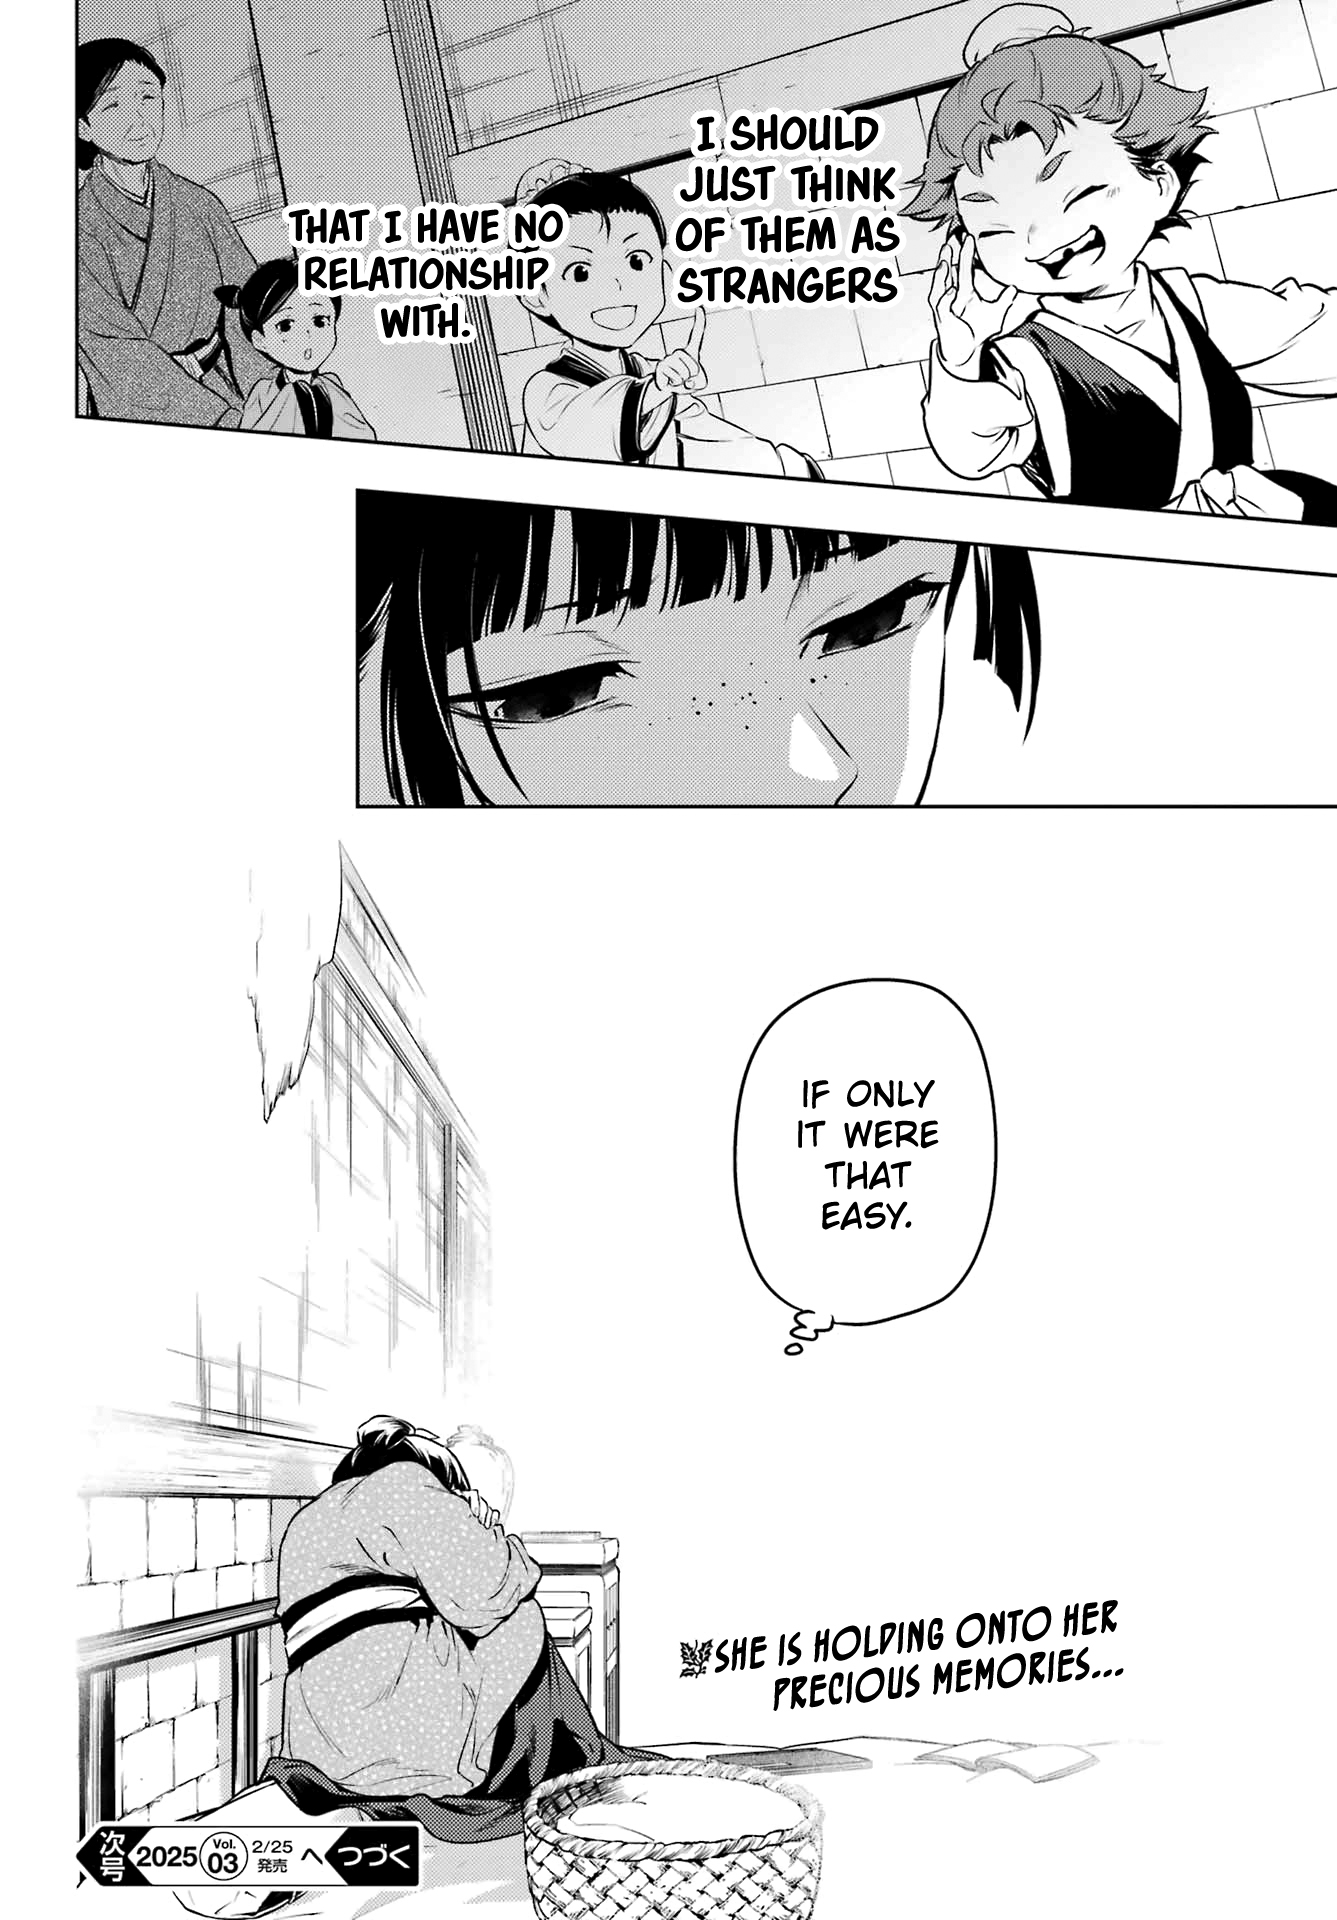 I SHOULD
JUST THINK
OF THEM AS
STRANGERS
THAT I HAVE NO
RELATIONSHIP
WITH.
IF ONLY
IT WERE
THAT
EASY.
SHE IS HOLDING ONTO HER
PRECIOUS MEMORIES...
次号
2025
Vol.
03
2/25
発売
へ
つづく